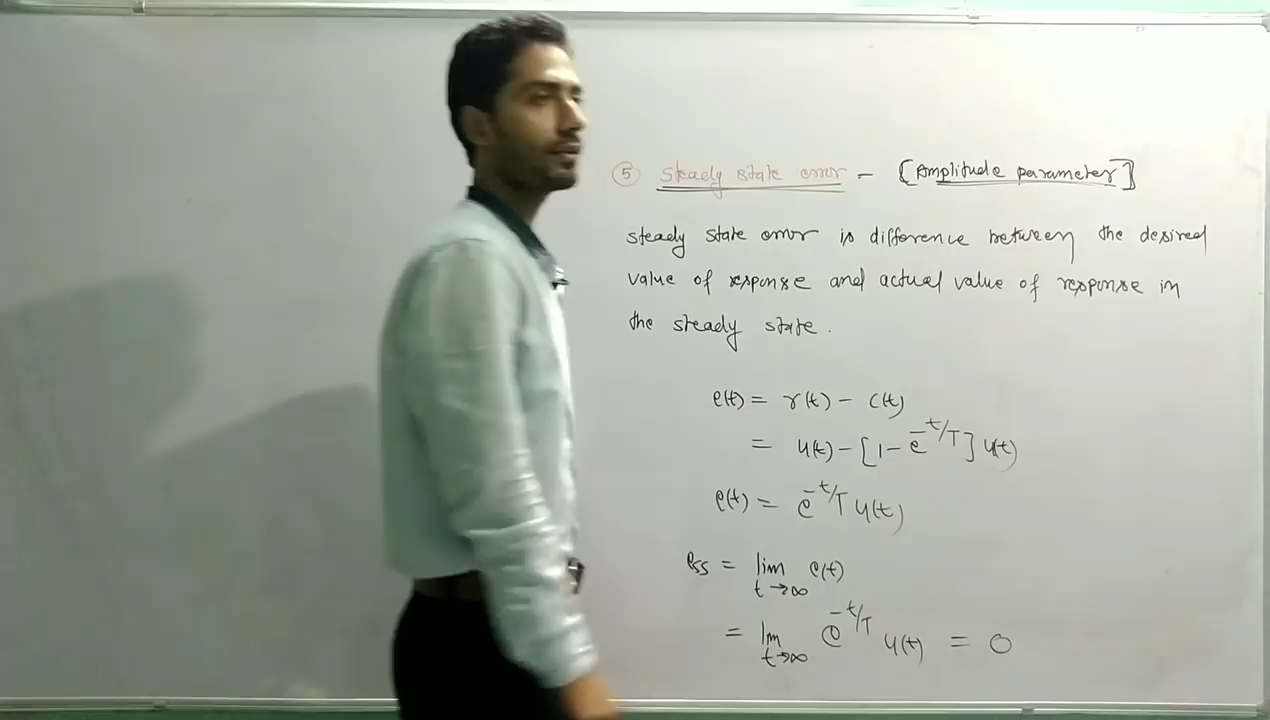 ⑤ Steady state error - [Amplitude parameter]
steady state error is difference between the desired
value of response and actual value of response in
the steady state.
e(t) = r(t) - c(t)
= u(t) - [1 - e^{-t/T}] u(t)
e(t) = e^{-t/T} u(t)
ess = lim e(t)
t→∞
= lim e^{-t/T} u(t) = 0
t→∞